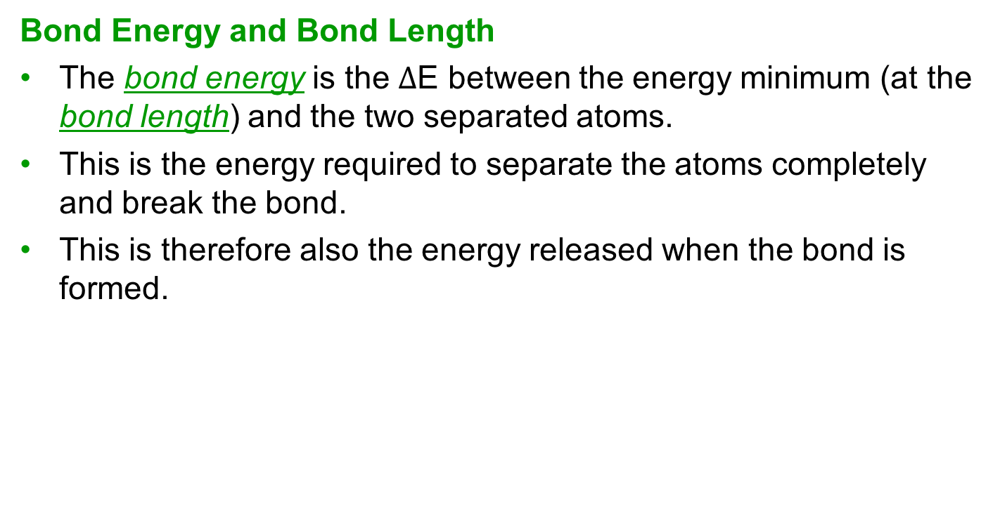 Bond Energy and Bond Length
• The bond energy is the ΔE between the energy minimum (at the
bond length) and the two separated atoms.
• This is the energy required to separate the atoms completely
and break the bond.
• This is therefore also the energy released when the bond is
formed.